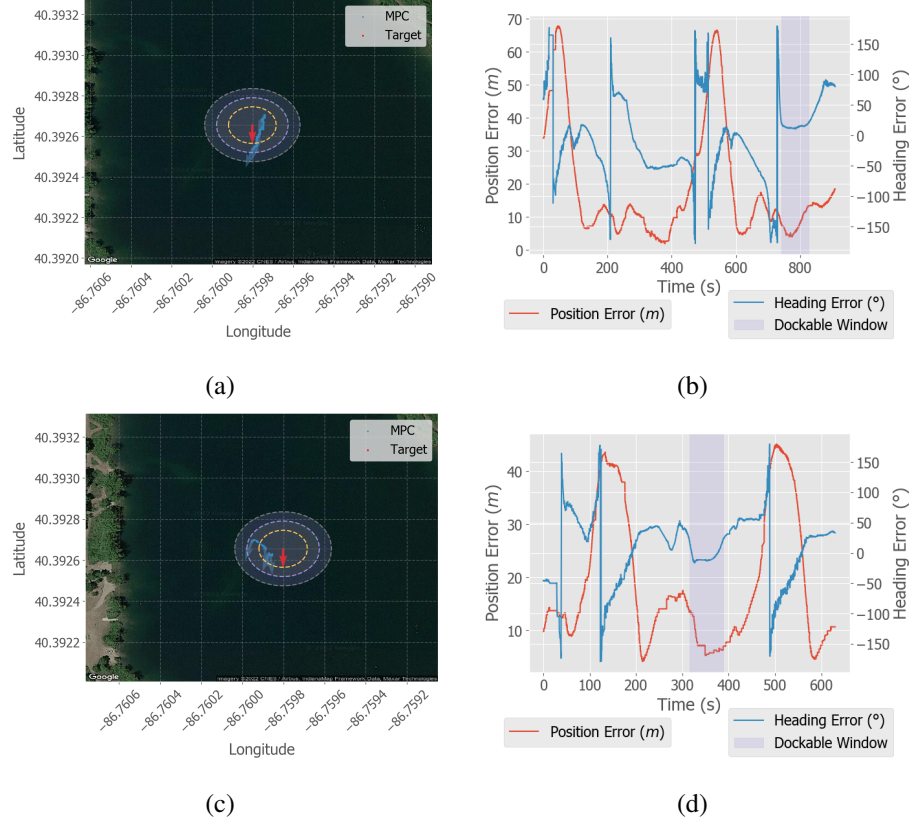 MPC
Target
40.3932
40.3930
40.3928
40.3926
40.3924
40.3922
40.3920
Latitude
Google
Imagery ©2022 CNES / Airbus, IndianaMap Framework Data, Maxar Technologies
−86.7606
−86.7604
−86.7602
−86.7600
−86.7598
−86.7596
−86.7594
−86.7592
−86.7590
Longitude
(a)
70
60
50
40
30
20
10
0
Position Error (m)
150
100
50
0
−50
−100
−150
Heading Error (°)
0 200 400 600 800
Time (s)
Position Error (m)
Heading Error (°)
Dockable Window
(b)
MPC
Target
40.3932
40.3930
40.3928
40.3926
40.3924
40.3922
Latitude
Google
Imagery ©2022 CNES / Airbus, IndianaMap Framework Data, Maxar Technologies
−86.7606
−86.7604
−86.7602
−86.7600
−86.7598
−86.7596
−86.7594
−86.7592
Longitude
(c)
40
30
20
10
Position Error (m)
150
100
50
0
−50
−100
−150
Heading Error (°)
0 100 200 300 400 500 600
Time (s)
Position Error (m)
Heading Error (°)
Dockable Window
(d)